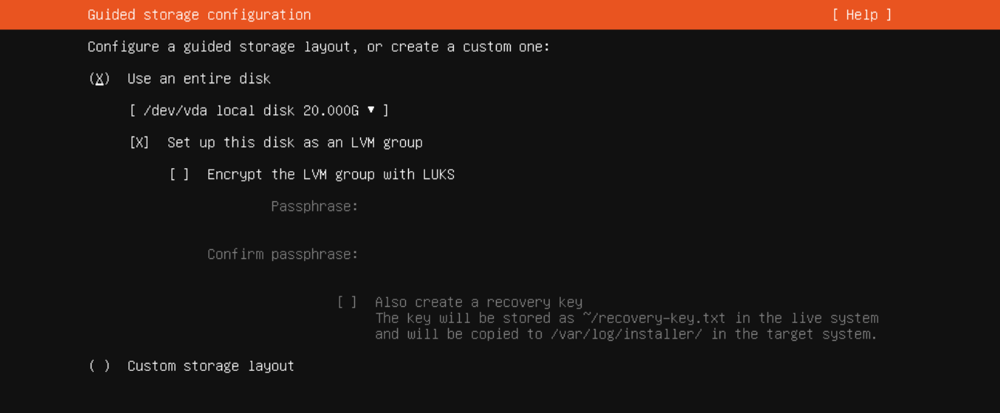 Guided storage configuration [ Help ]
Configure a guided storage layout, or create a custom one:
(X) Use an entire disk
[ /dev/vda local disk 20.000G ▾ ]
[X] Set up this disk as an LVM group
[ ] Encrypt the LVM group with LUKS
Passphrase:
Confirm passphrase:
[ ] Also create a recovery key
The key will be stored as ~/recovery-key.txt in the live system
and will be copied to /var/log/installer/ in the target system.
( ) Custom storage layout